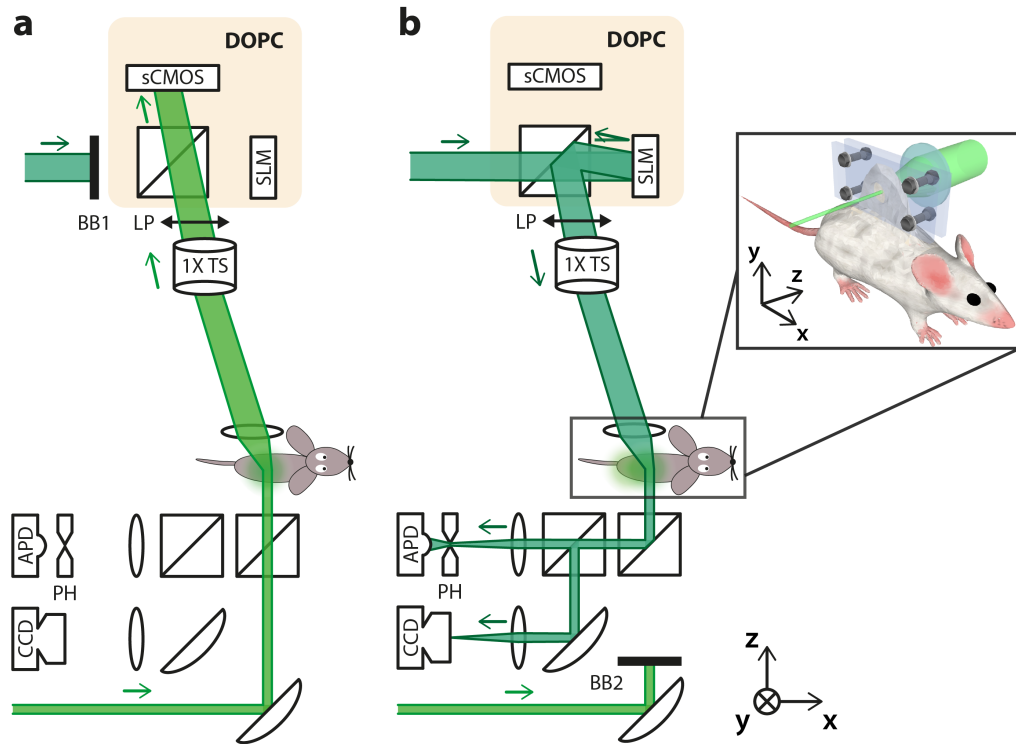 a
DOPC
sCMOS
SLM
BB1
LP
1X TS
APD
PH
CCD
b
DOPC
sCMOS
SLM
LP
1X TS
APD
PH
CCD
BB2
y
z
x
z
y
x